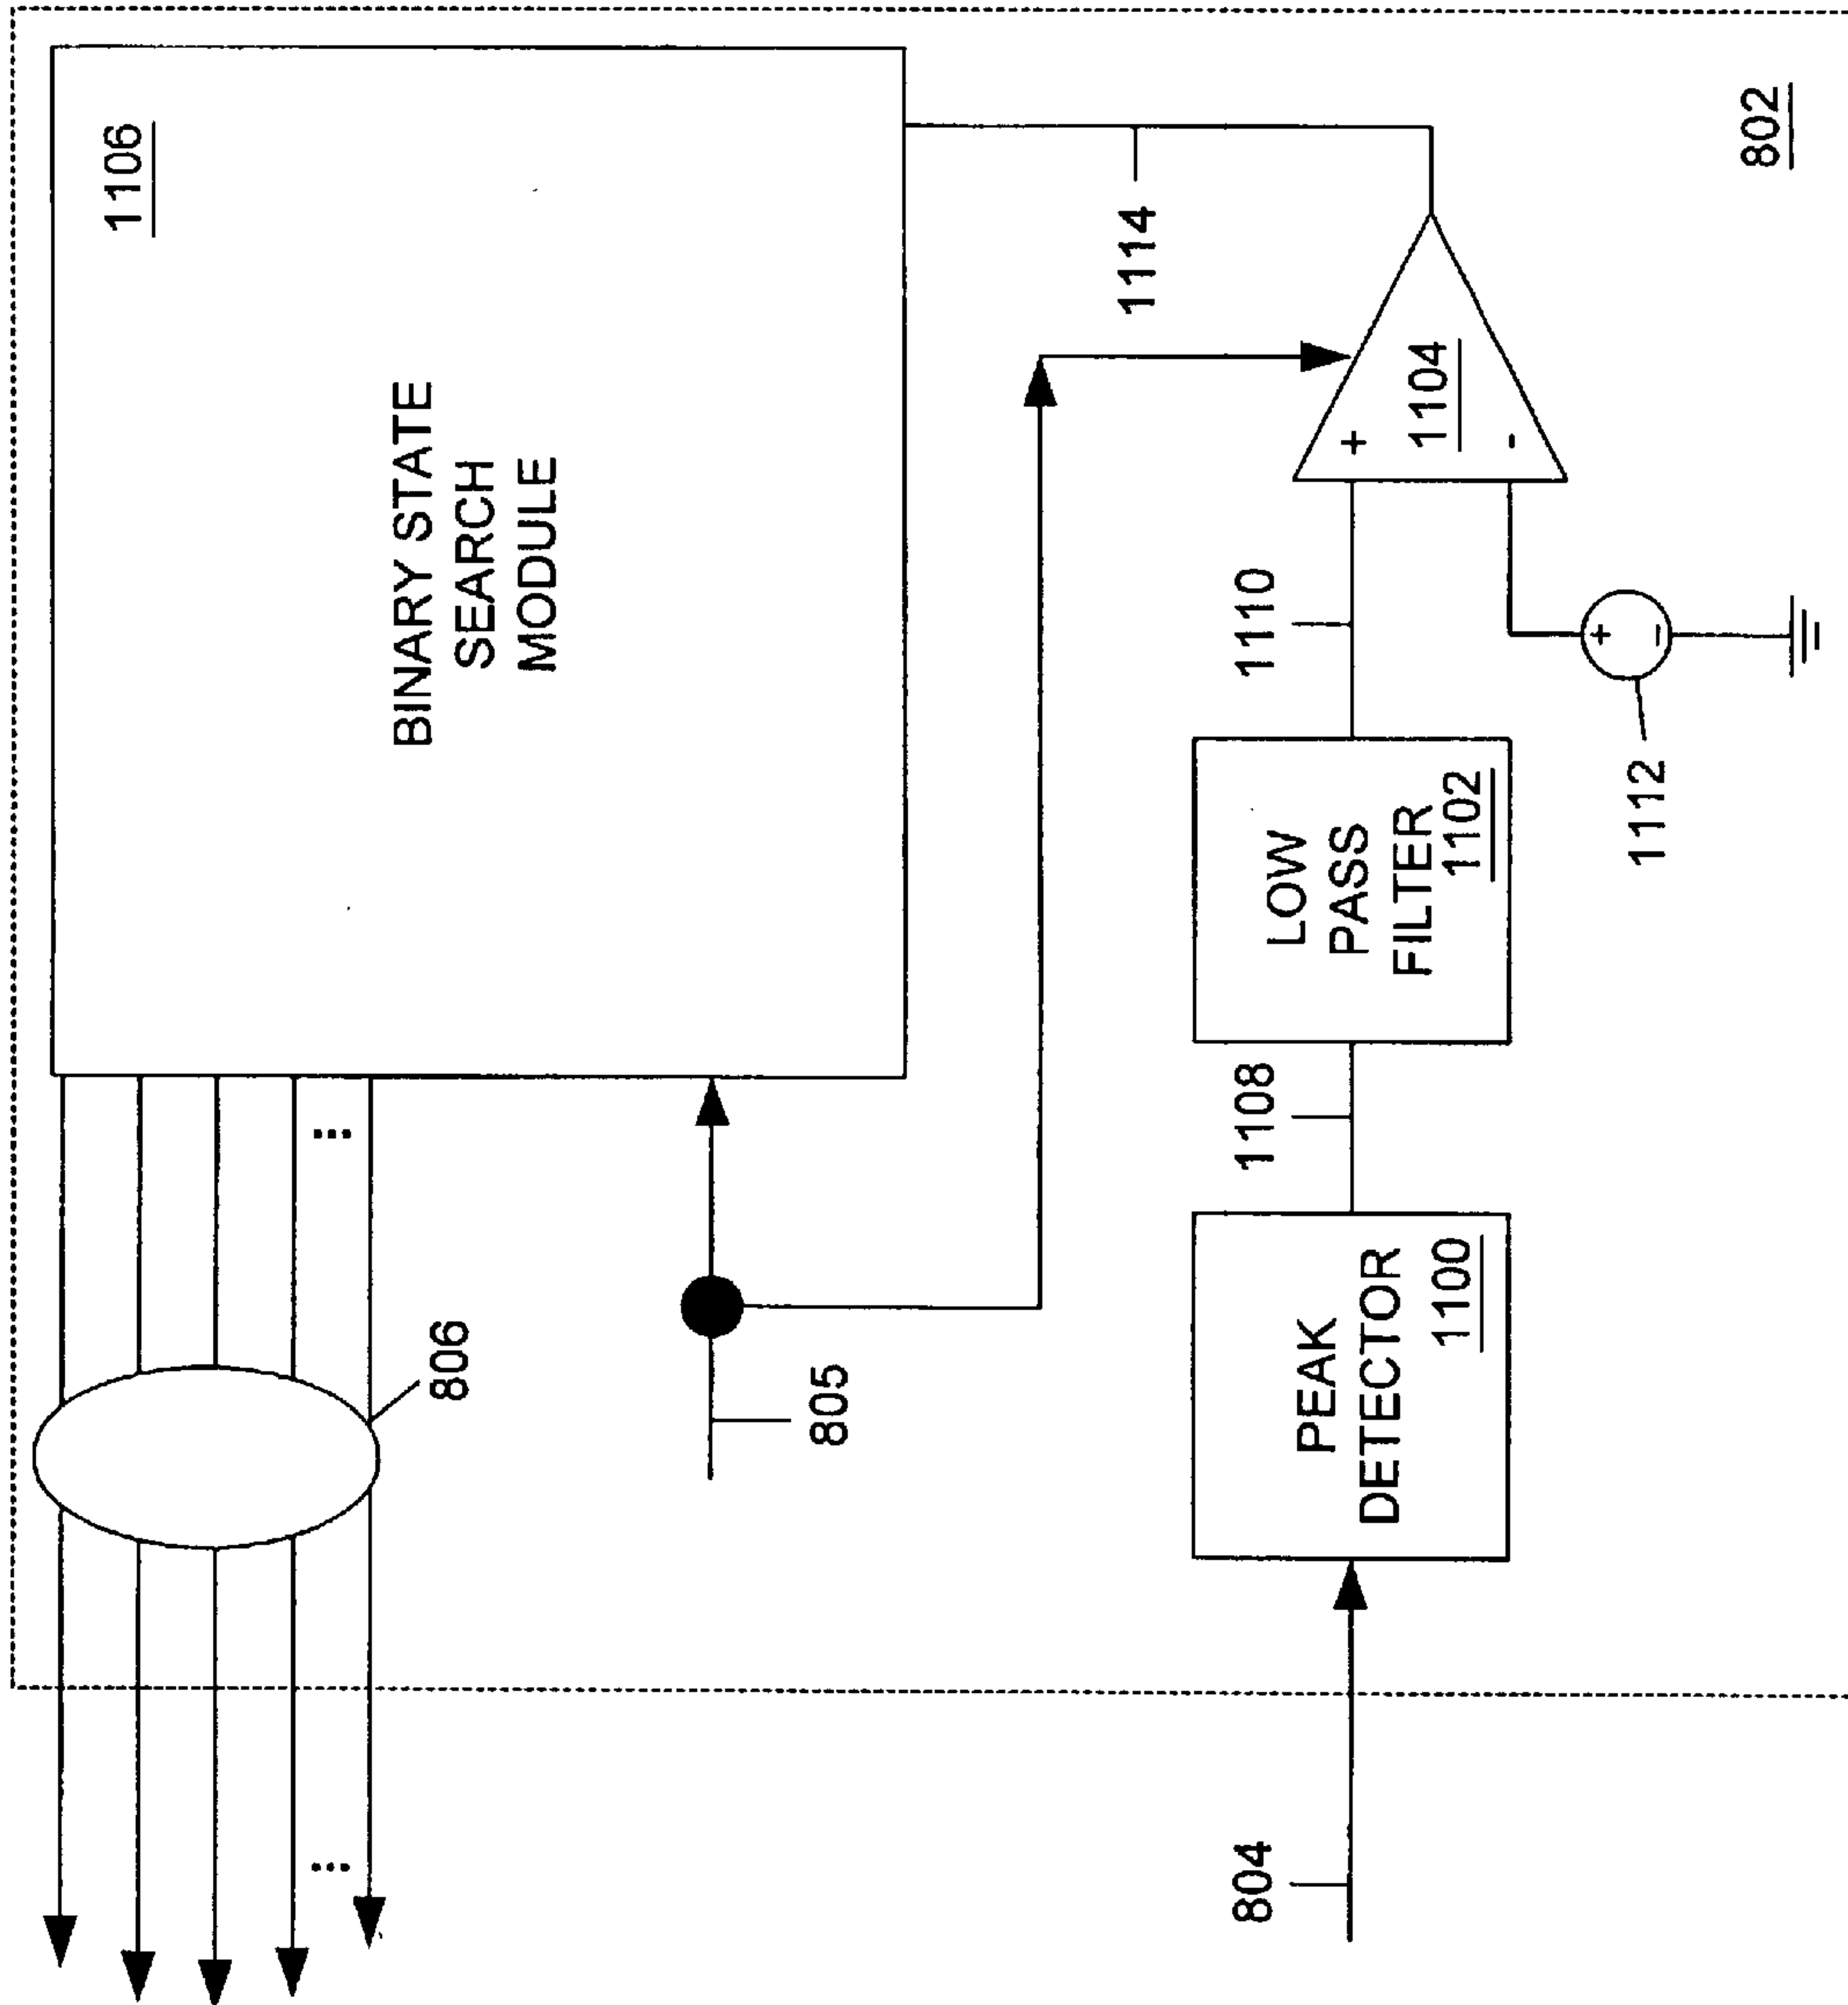 1106
BINARY STATE
SEARCH
MODULE
...
...
806
805
1114
802
804
PEAK
DETECTOR
1100
1108
LOW
PASS
FILTER
1102
1110
+
1104
-
+
-
1112